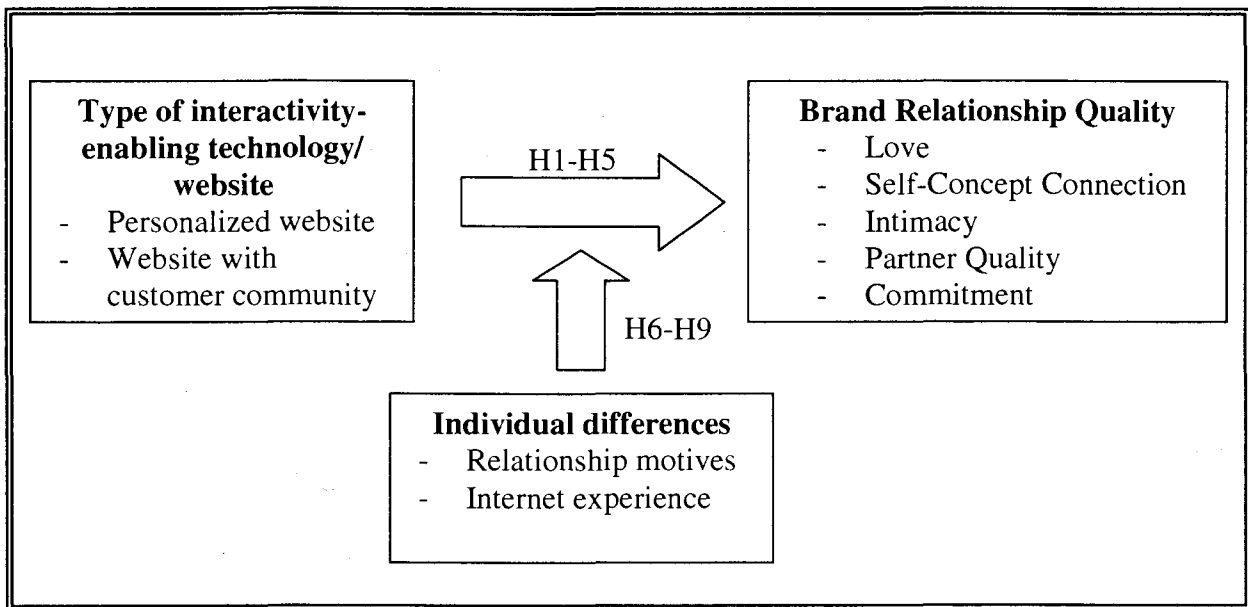 Type of interactivity-
enabling technology/
website
- Personalized website
- Website with
customer community
H1-H5
Brand Relationship Quality
- Love
- Self-Concept Connection
- Intimacy
- Partner Quality
- Commitment
H6-H9
Individual differences
- Relationship motives
- Internet experience